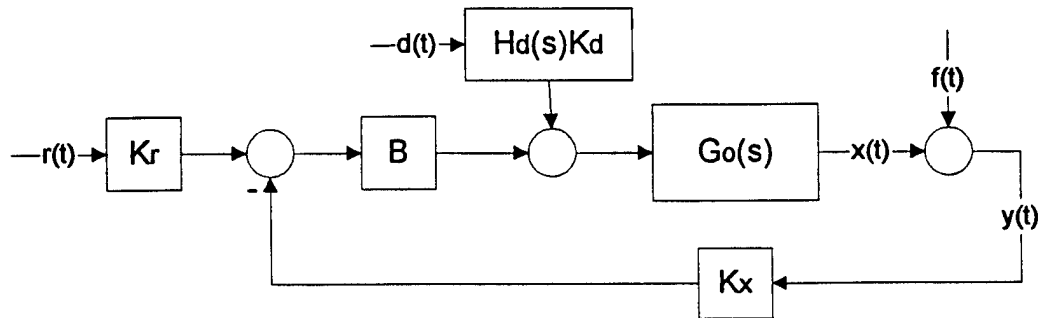 d(t)
Hd(s)Kd
f(t)
r(t)
Kr
B
Go(s)
x(t)
-
y(t)
Kx